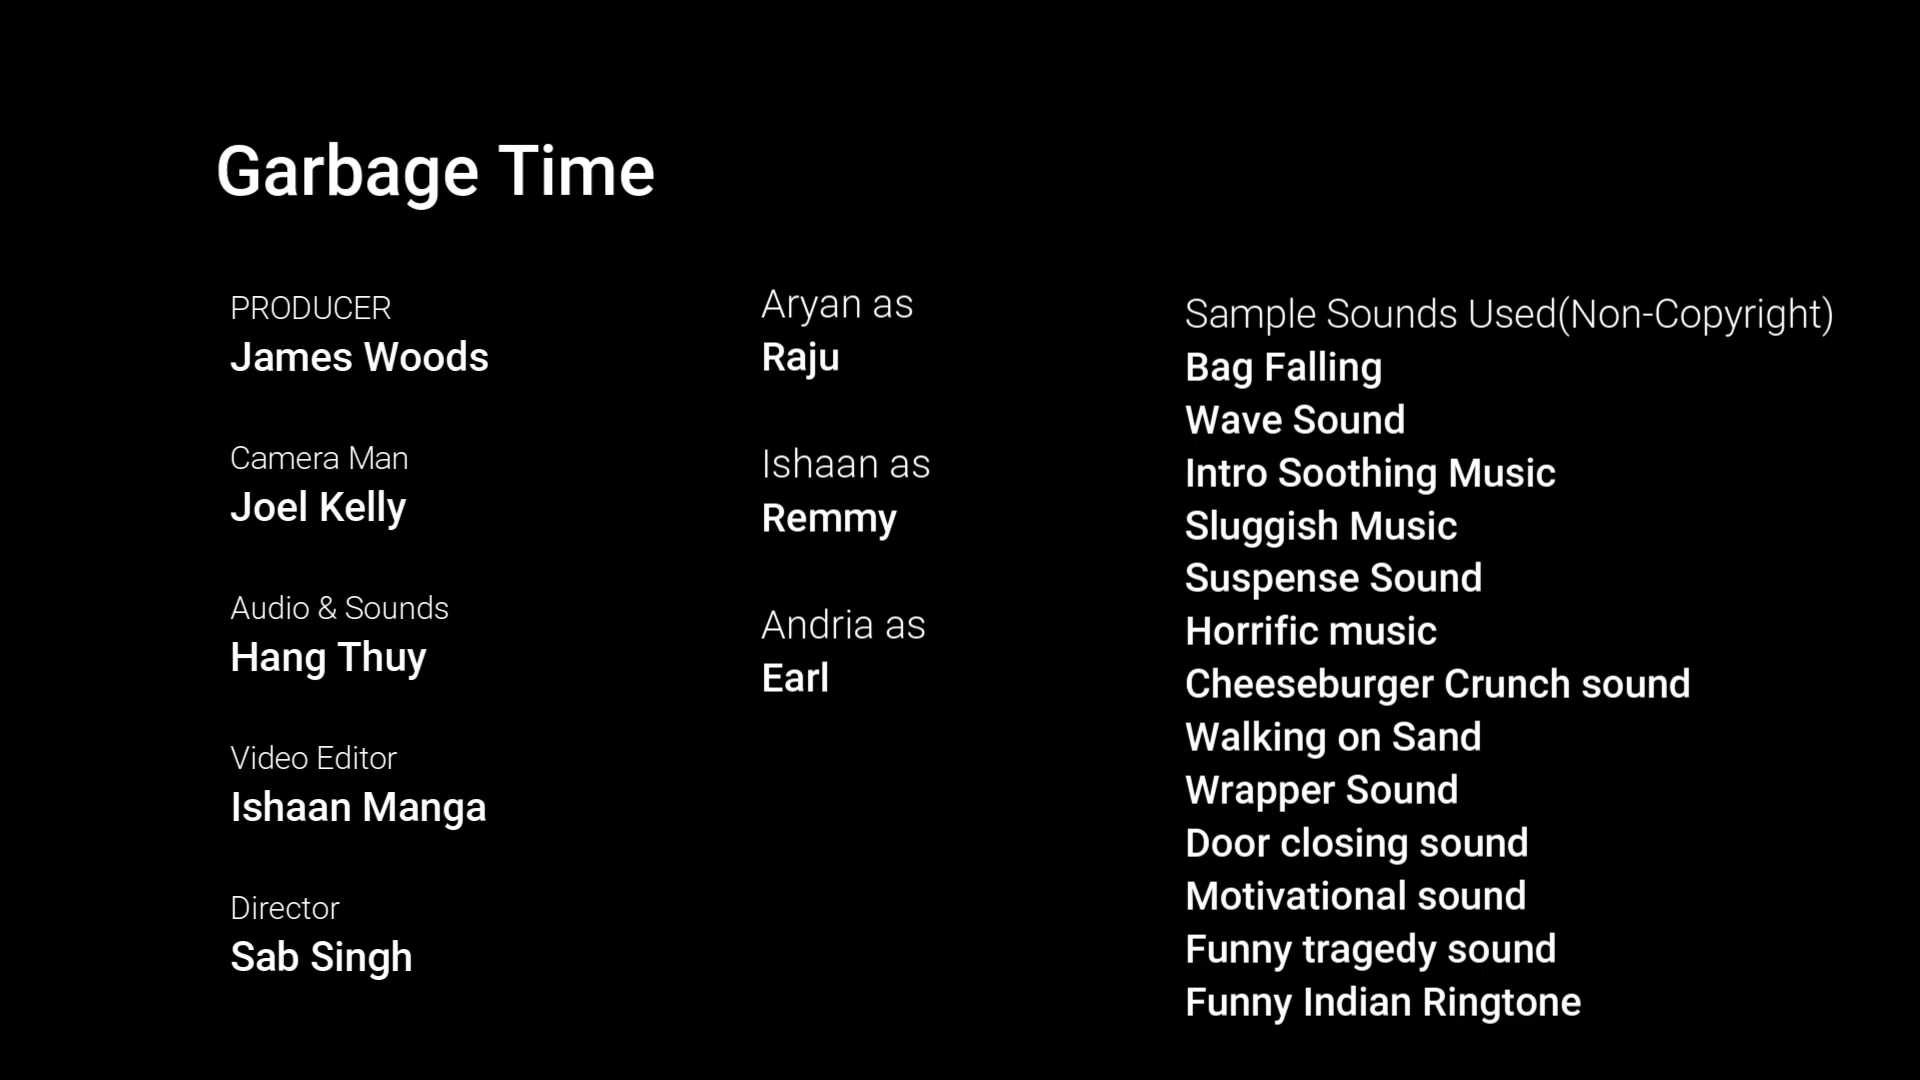 Garbage Time
PRODUCER
James Woods
Camera Man
Joel Kelly
Audio & Sounds
Hang Thuy
Video Editor
Ishaan Manga
Director
Sab Singh
Aryan as
Raju
Ishaan as
Remmy
Andria as
Earl
Sample Sounds Used(Non-Copyright)
Bag Falling
Wave Sound
Intro Soothing Music
Sluggish Music
Suspense Sound
Horrific music
Cheeseburger Crunch sound
Walking on Sand
Wrapper Sound
Door closing sound
Motivational sound
Funny tragedy sound
Funny Indian Ringtone